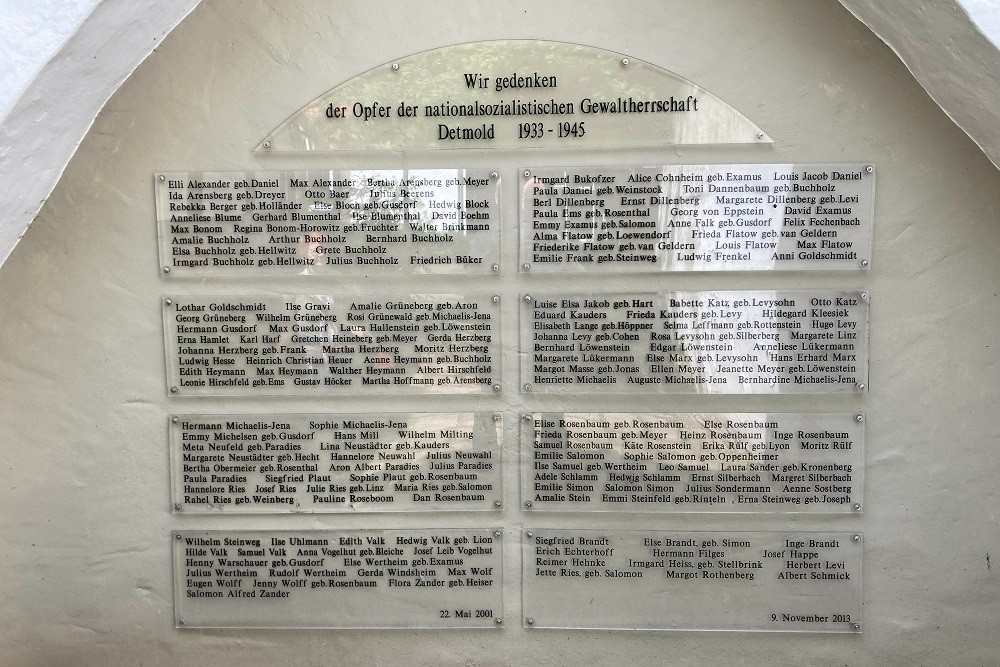 Wir gedenken
der Opfer der nationalsozialistischen Gewaltherrschaft
Detmold 1933 - 1945
Elli Alexander geb.Daniel Max Alexander Bertha Arensberg geb.Meyer
Ida Arensberg geb.Dreyer Otto Baer Julius Beerens
Rebekka Berger geb.Holländer Else Bloch geb.Gusdorf Hedwig Block
Anneliese Blume Gerhard Blumenthal Ilse Blumenthal David Boehm
Max Bonom Regina Bonom-Horowitz geb.Fruchter Walter Brinkmann
Amalie Buchholz Arthur Buchholz Bernhard Buchholz
Elsa Buchholz geb.Hellwitz Grete Buchholz
Irmgard Buchholz geb.Hellwitz Julius Buchholz Friedrich Büker
Irmgard Bukofzer Alice Cohnheim geb.Examus Louis Jacob Daniel
Paula Daniel geb.Weinstock Toni Dannenbaum geb.Buchholz
Berl Dillenberg Ernst Dillenberg Margarete Dillenberg geb.Levi
Paula Ems geb.Rosenthal Georg von Eppstein David Examus
Emmy Examus geb.Salomon Anne Falk geb.Gusdorf Felix Fechenbach
Alma Flatow geb.Loewendorf Frieda Flatow geb.van Geldern
Friederike Flatow geb.van Geldern Louis Flatow Max Flatow
Emilie Frank geb.Steinweg Ludwig Frenkel Anni Goldschmidt
Lothar Goldschmidt Ilse Gravi Amalie Grüneberg geb.Aron
Georg Grüneberg Wilhelm Grüneberg Rosi Grünewald geb.Michaelis-Jena
Hermann Gusdorf Max Gusdorf Laura Hallenstein geb.Löwenstein
Erna Hamlet Karl Harf Gretchen Heineberg geb.Meyer Gerda Herzberg
Johanna Herzberg geb.Frank Martha Herzberg Moritz Herzberg
Ludwig Hesse Heinrich Christian Heuer Aenne Heymann geb.Buchholz
Edith Heymann Max Heymann Walther Heymann Albert Hirschfeld
Leonie Hirschfeld geb.Ems Gustav Höcker Martha Hoffmann geb.Arensberg
Luise Elsa Jakob geb.Hart Babette Katz geb.Levysohn Otto Katz
Eduard Kauders Frieda Kauders geb.Levy Hildegard Kleesiek
Elisabeth Lange geb.Höppner Selma Leffmann geb.Rottenstein Hugo Levy
Johanna Levy geb.Cohen Rosa Levysohn geb.Silberberg Margarete Linz
Bernhard Löwenstein Edgar Löwenstein Anneliese Lükermann
Margarete Lükermann Else Marx geb.Levysohn Hans Erhard Marx
Margot Masse geb.Jonas Ellen Meyer Jeanette Meyer geb.Löwenstein
Henriette Michaelis Auguste Michaelis-Jena Bernhardine Michaelis-Jena
Hermann Michaelis-Jena Sophie Michaelis-Jena
Emmy Michelsen geb.Gusdorf Hans Mill Wilhelm Milting
Meta Neufeld geb.Paradies Lina Neustädter geb.Kauders
Margarete Neustädter geb.Hecht Hannelore Neuwahl Julius Neuwahl
Bertha Obermeier geb.Rosenthal Aron Albert Paradies Julius Paradies
Paula Paradies Siegfried Plaut Sophie Plaut geb.Rosenbaum
Hannelore Ries Josef Ries Julie Ries geb.Linz Maria Ries geb.Salomon
Rahel Ries geb.Weinberg Pauline Roseboom Dan Rosenbaum
Elise Rosenbaum geb.Rosenbaum Else Rosenbaum
Frieda Rosenbaum geb.Meyer Heinz Rosenbaum Inge Rosenbaum
Samuel Rosenbaum Käte Rosenstein Erika Rülf geb.Lyon Moritz Rülf
Emilie Salomon Sophie Salomon geb.Oppenheimer
Ilse Samuel geb.Wertheim Leo Samuel Laura Sander geb.Kronenberg
Adele Schlamm Hedwig Schlamm Ernst Silberbach Margret Silberbach
Emilie Simon Salomon Simon Julius Sondermann Aenne Sostberg
Amalie Stein Emmi Steinfeld geb.Rinteln Erna Steinweg geb.Joseph
Wilhelm Steinweg Ilse Uhlmann Edith Valk Hedwig Valk geb. Lion
Hilde Valk Samuel Valk Anna Vogelhut geb.Bleiche Josef Leib Vogelhut
Henny Warschauer geb.Gusdorf Else Wertheim geb.Examus
Julius Wertheim Rudolf Wertheim Gerda Windsheim Max Wolf
Eugen Wolff Jenny Wolff geb.Rosenbaum Flora Zander geb.Heiser
Salomon Alfred Zander
22. Mai 2001
Siegfried Brandt Else Brandt, geb. Simon Inge Brandt
Erich Echterhoff Hermann Filges Josef Happe
Reimer Hehnke Irmgard Heiss, geb. Stellbrink Herbert Levi
Jette Ries, geb. Salomon Margot Rothenberg Albert Schmick
9. November 2013